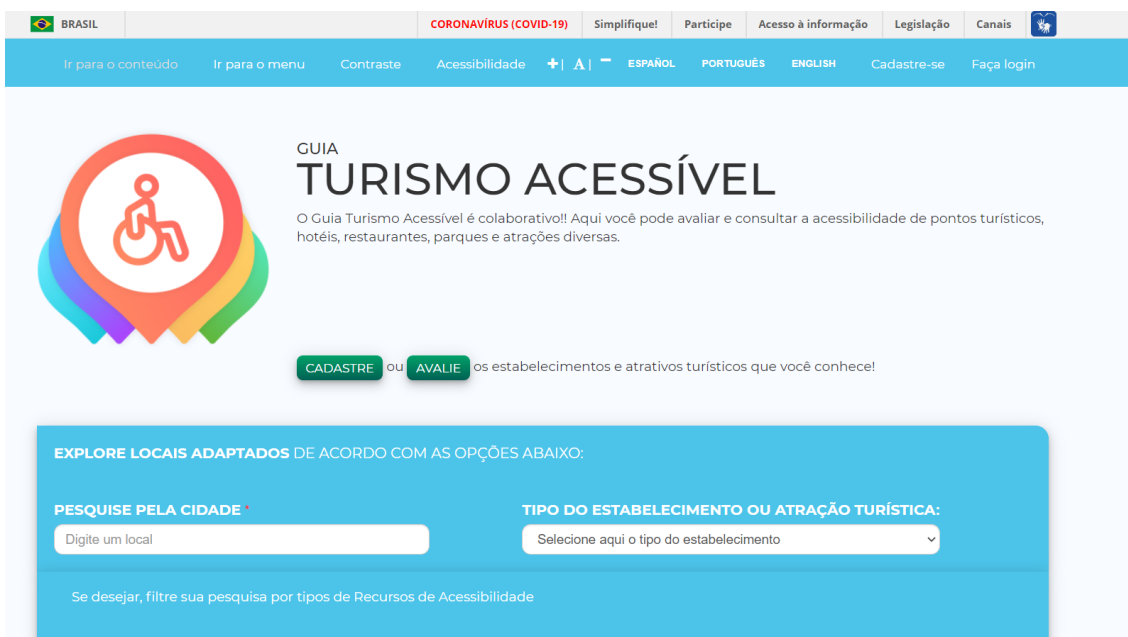 BRASIL CORONAVÍRUS (COVID-19) Simplifique! Participe Acesso à informação Legislação Canais
Ir para o conteúdo Ir para o menu Contraste Acessibilidade +| A| − ESPAÑOL PORTUGUÊS ENGLISH Cadastre-se Faça login
GUIA
TURISMO ACESSÍVEL
O Guia Turismo Acessível é colaborativo!! Aqui você pode avaliar e consultar a acessibilidade de pontos turísticos,
hotéis, restaurantes, parques e atrações diversas.
CADASTRE ou AVALIE os estabelecimentos e atrativos turísticos que você conhece!
EXPLORE LOCAIS ADAPTADOS DE ACORDO COM AS OPÇÕES ABAIXO:
PESQUISE PELA CIDADE * TIPO DO ESTABELECIMENTO OU ATRAÇÃO TURÍSTICA:
Digite um local Selecione aqui o tipo do estabelecimento
Se desejar, filtre sua pesquisa por tipos de Recursos de Acessibilidade